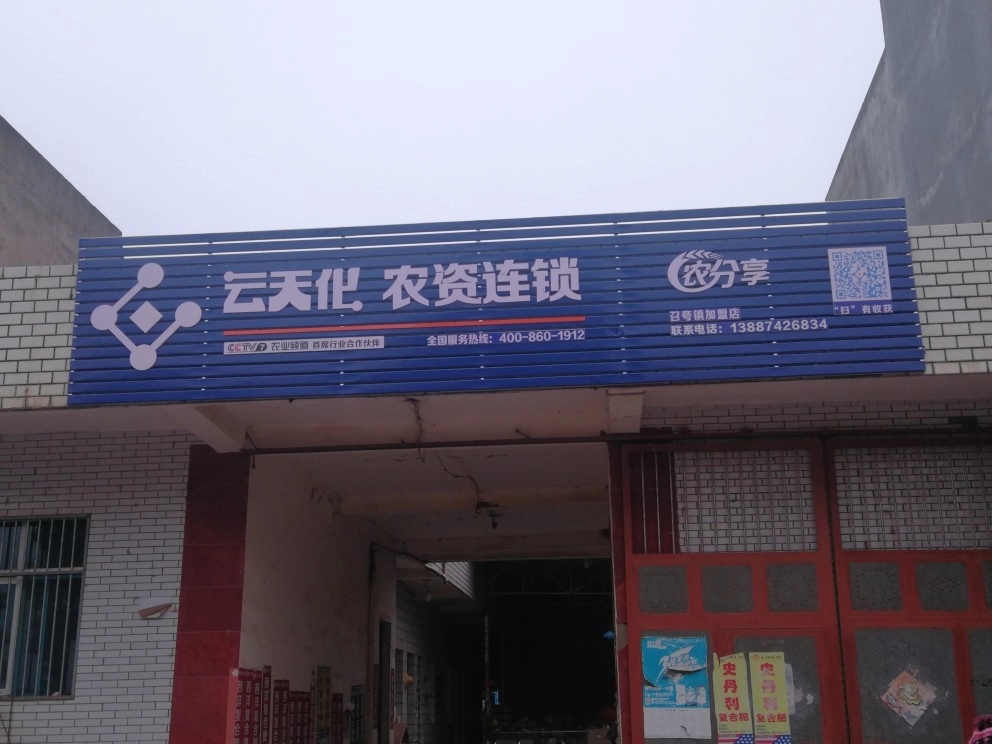 云天化 农资连锁
CCTV 7 农业频道 首席行业合作伙伴
全国服务热线：400-860-1912
农分享
召夸镇加盟店
联系电话：13887426834
“扫”有收获
史丹利
复合肥
史丹利
复合肥